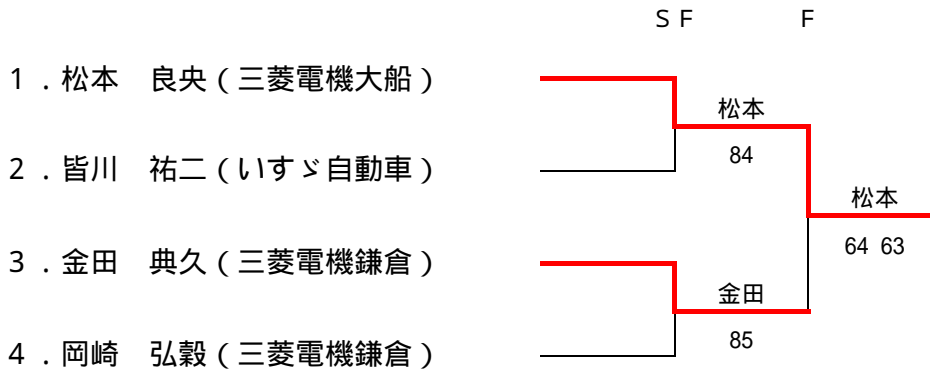 ＳＦ　Ｆ
１．松本　良央（三菱電機大船）
松本
84
２．皆川　祐二（いすゞ自動車）
松本
64 63
３．金田　典久（三菱電機鎌倉）
金田
85
４．岡崎　弘毅（三菱電機鎌倉）